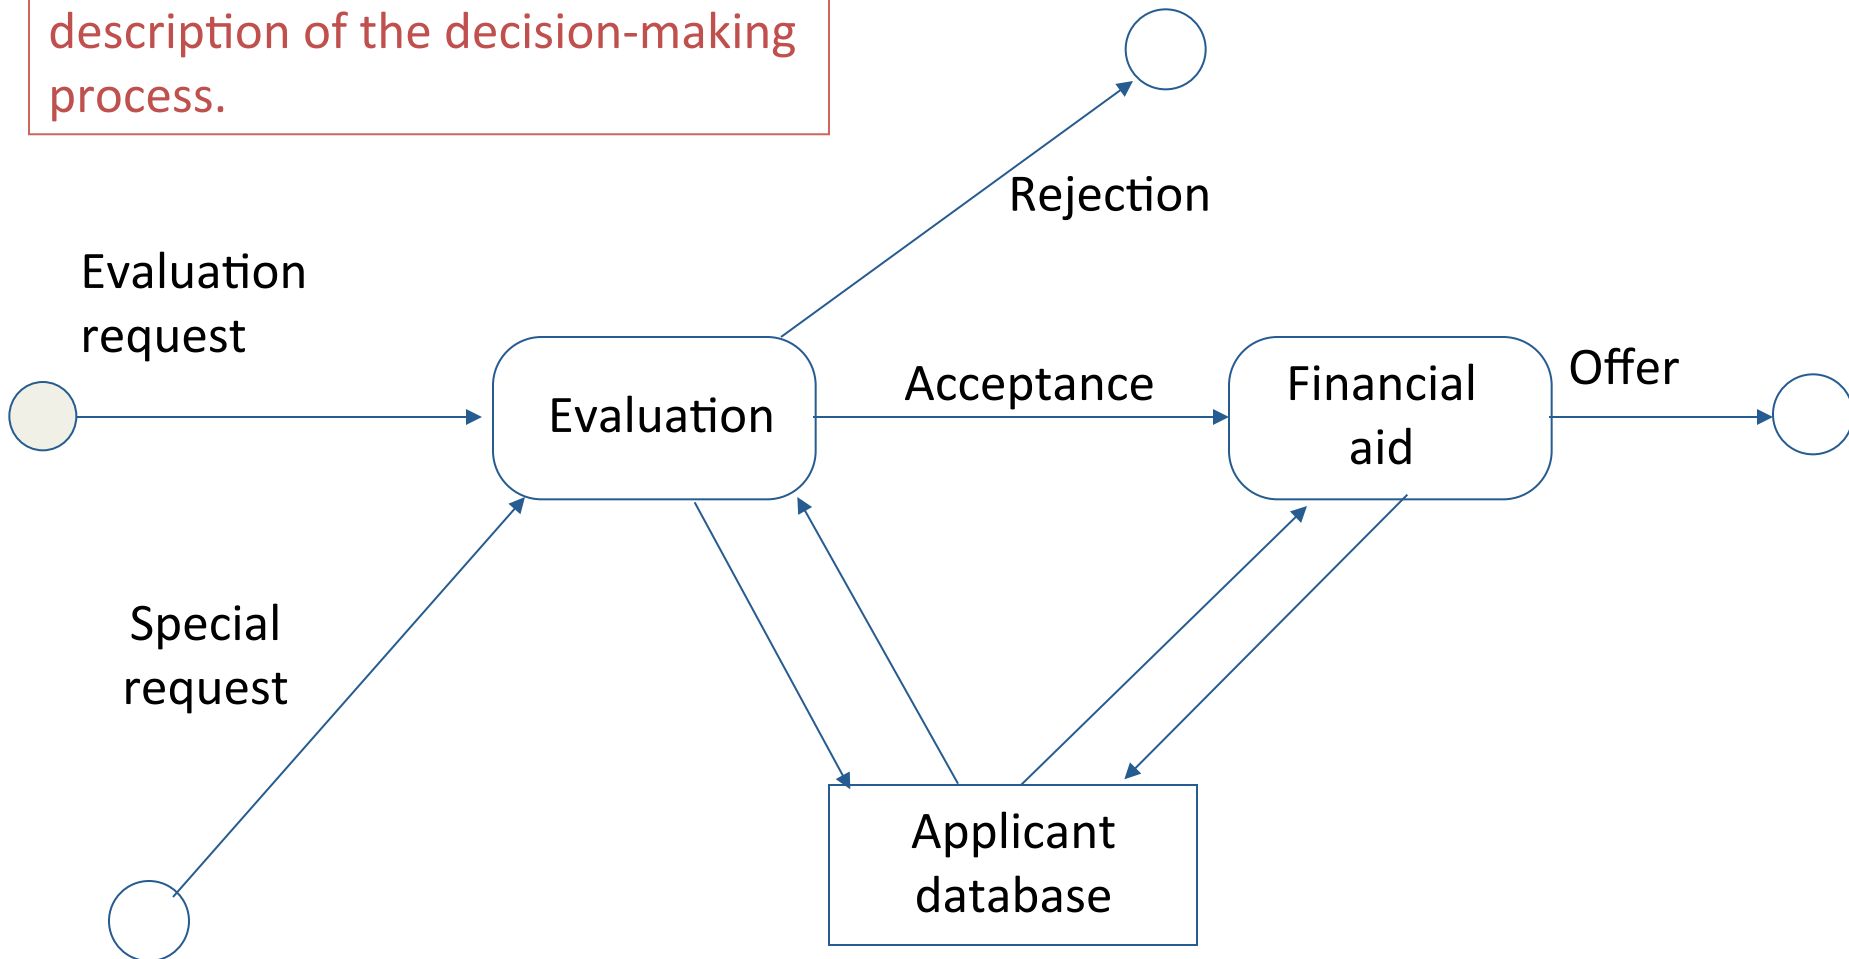 description of the decision-making
process.
Rejection
Evaluation
request
Evaluation
Acceptance
Financial
aid
Offer
Special
request
Applicant
database